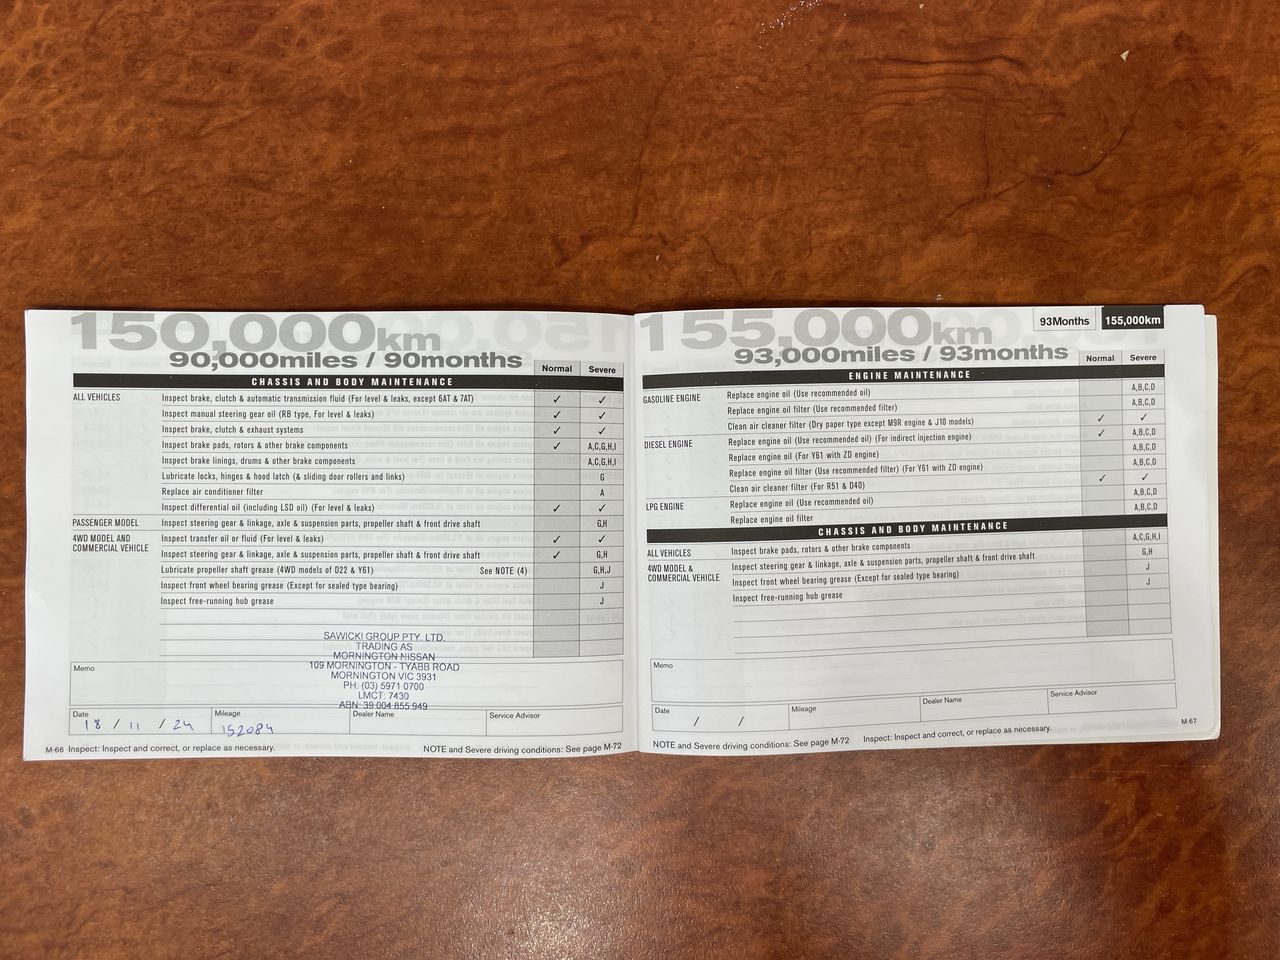 150,000km
90,000miles / 90months
Normal Severe
CHASSIS AND BODY MAINTENANCE
ALL VEHICLES Inspect brake, clutch & automatic transmission fluid (For level & leaks, except 6AT & 7AT) ✓ ✓
Inspect manual steering gear oil (RB type, For level & leaks) ✓ ✓
Inspect brake, clutch & exhaust systems ✓ ✓
Inspect brake pads, rotors & other brake components ✓ A,C,G,H,I
Inspect brake linings, drums & other brake components A,C,G,H,I
Lubricate locks, hinges & hood latch (& sliding door rollers and links) G
Replace air conditioner filter A
Inspect differential oil (including LSD oil) (For level & leaks) ✓ ✓
PASSENGER MODEL Inspect steering gear & linkage, axle & suspension parts, propeller shaft & front drive shaft G,H
4WD MODEL AND COMMERCIAL VEHICLE Inspect transfer oil or fluid (For level & leaks) ✓ ✓
Inspect steering gear & linkage, axle & suspension parts, propeller shaft & front drive shaft ✓ G,H
Lubricate propeller shaft grease (4WD models of D22 & Y61) See NOTE (4) G,H,J
Inspect front wheel bearing grease (Except for sealed type bearing) J
Inspect free-running hub grease J
SAWICKI GROUP PTY. LTD.
TRADING AS
MORNINGTON NISSAN
109 MORNINGTON - TYABB ROAD
MORNINGTON VIC 3931
PH: (03) 5971 0700
LMCT: 7430
ABN: 39 004 855 949
Memo
Date Mileage Dealer Name Service Advisor
18 / 11 / 24 152084
M-66 Inspect: Inspect and correct, or replace as necessary. NOTE and Severe driving conditions: See page M-72
93Months 155,000km
155,000km
93,000miles / 93months
Normal Severe
ENGINE MAINTENANCE
GASOLINE ENGINE Replace engine oil (Use recommended oil) A,B,C,D
Replace engine oil filter (Use recommended filter) A,B,C,D
Clean air cleaner filter (Dry paper type except M9R engine & J10 models) ✓ ✓
DIESEL ENGINE Replace engine oil (Use recommended oil) (For indirect injection engine) ✓ A,B,C,D
Replace engine oil (For Y61 with ZD engine) A,B,C,D
Replace engine oil filter (Use recommended filter) (For Y61 with ZD engine) A,B,C,D
Clean air cleaner filter (For R51 & D40) ✓ ✓
LPG ENGINE Replace engine oil (Use recommended oil) A,B,C,D
Replace engine oil filter A,B,C,D
CHASSIS AND BODY MAINTENANCE
ALL VEHICLES Inspect brake pads, rotors & other brake components A,C,G,H,I
4WD MODEL & COMMERCIAL VEHICLE Inspect steering gear & linkage, axle & suspension parts, propeller shaft & front drive shaft G,H
Inspect front wheel bearing grease (Except for sealed type bearing) J
Inspect free-running hub grease J
Memo
Date Mileage Dealer Name Service Advisor
/ /
NOTE and Severe driving conditions: See page M-72 Inspect: Inspect and correct, or replace as necessary. M-67